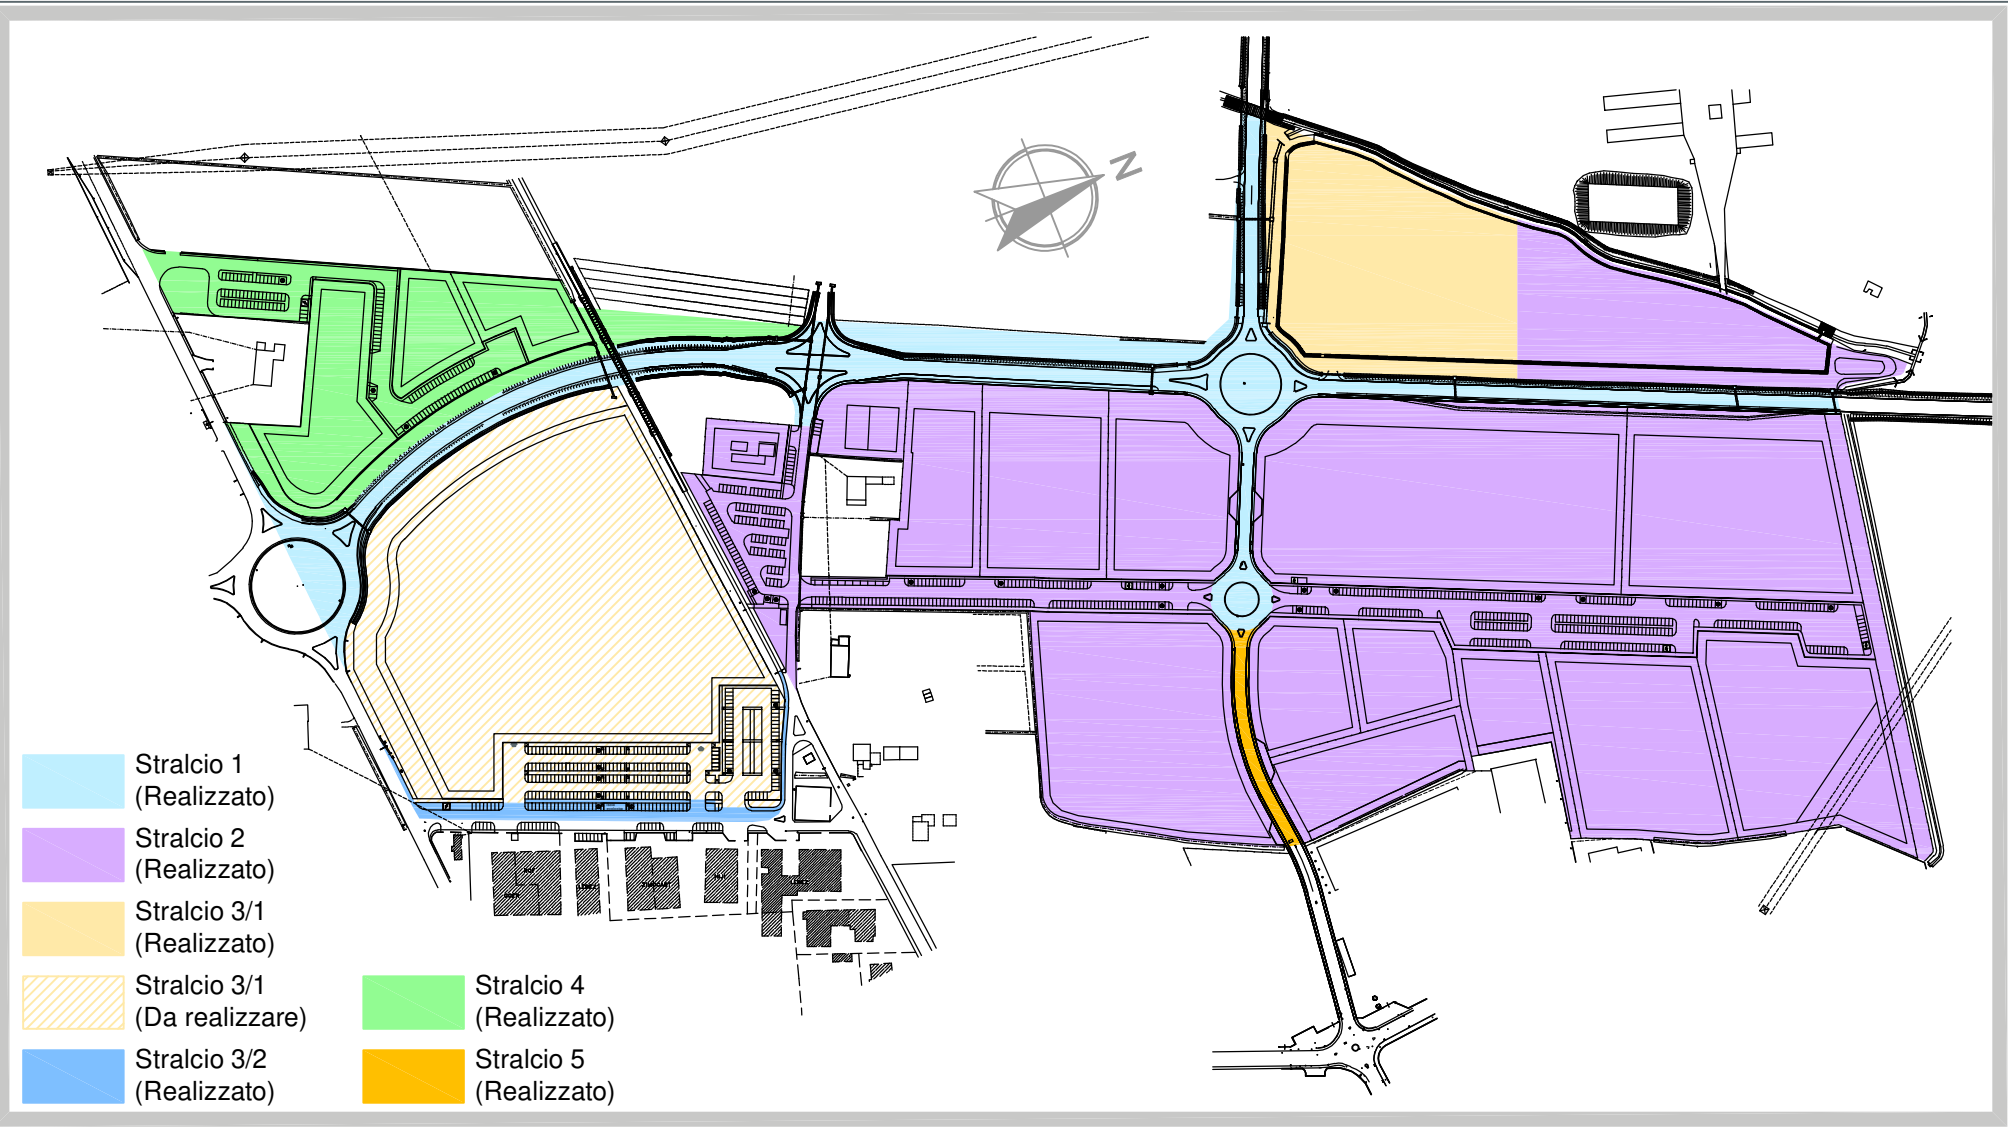 N
Stralcio 1
(Realizzato)
Stralcio 2
(Realizzato)
Stralcio 3/1
(Realizzato)
Stralcio 3/1
(Da realizzare)
Stralcio 3/2
(Realizzato)
Stralcio 4
(Realizzato)
Stralcio 5
(Realizzato)